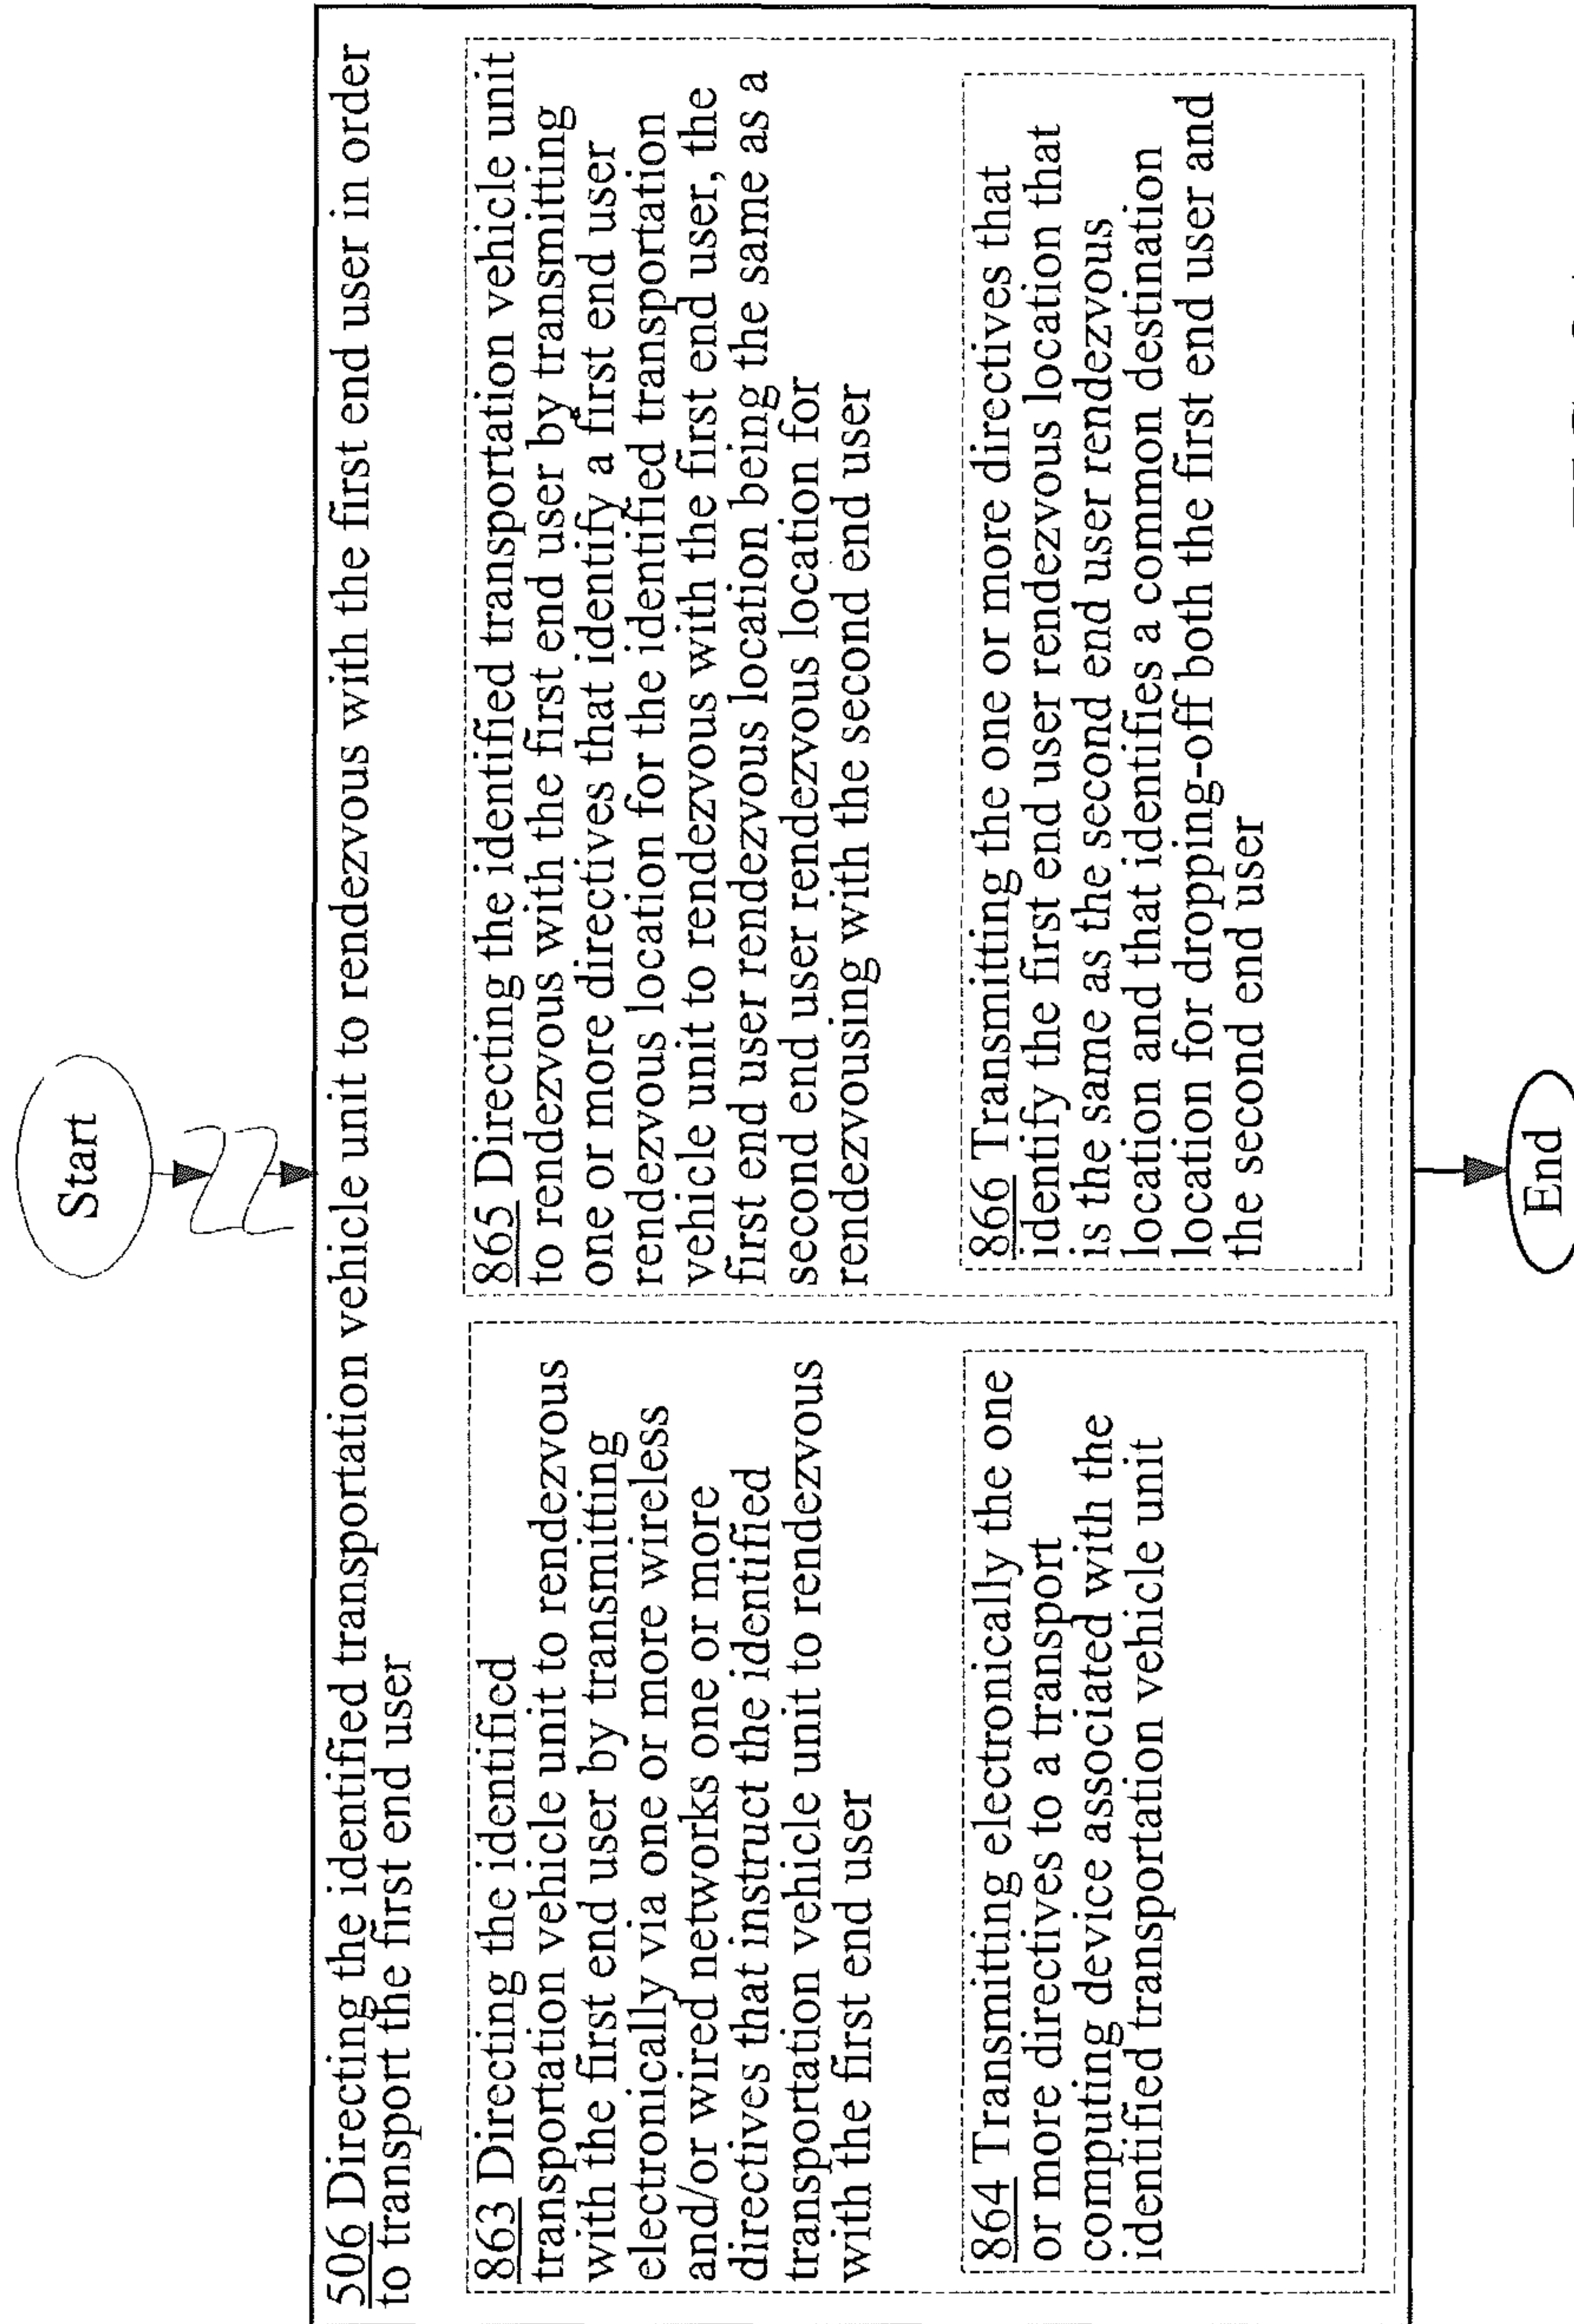 Start
506 Directing the identified transportation vehicle unit to rendezvous with the first end user in order
to transport the first end user
863 Directing the identified
transportation vehicle unit to rendezvous
with the first end user by transmitting
electronically via one or more wireless
and/or wired networks one or more
directives that instruct the identified
transportation vehicle unit to rendezvous
with the first end user
864 Transmitting electronically the one
or more directives to a transport
computing device associated with the
identified transportation vehicle unit
865 Directing the identified transportation vehicle unit
to rendezvous with the first end user by transmitting
one or more directives that identify a first end user
rendezvous location for the identified transportation
vehicle unit to rendezvous with the first end user, the
first end user rendezvous location being the same as a
second end user rendezvous location for
rendezvousing with the second end user
866 Transmitting the one or more directives that
identify the first end user rendezvous location that
is the same as the second end user rendezvous
location and that identifies a common destination
location for dropping-off both the first end user and
the second end user
End